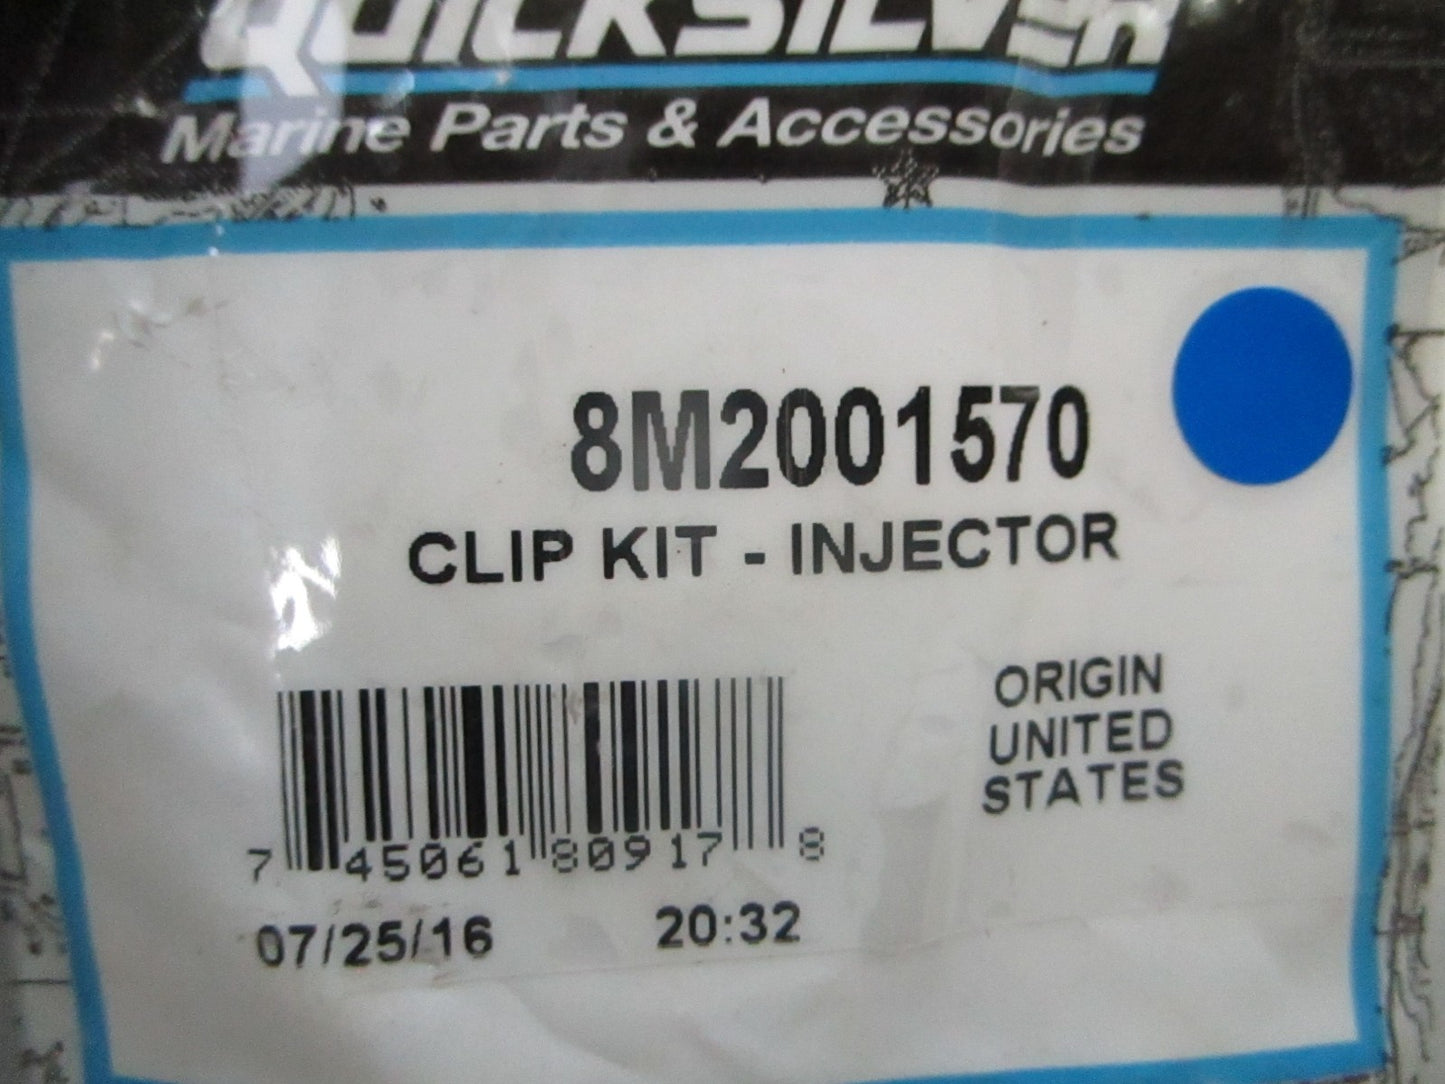 QUICKSILVER
Marine Parts & Accessories
8M2001570
CLIP KIT - INJECTOR
ORIGIN
UNITED
STATES
7 45061 80917 8
07/25/16 20:32